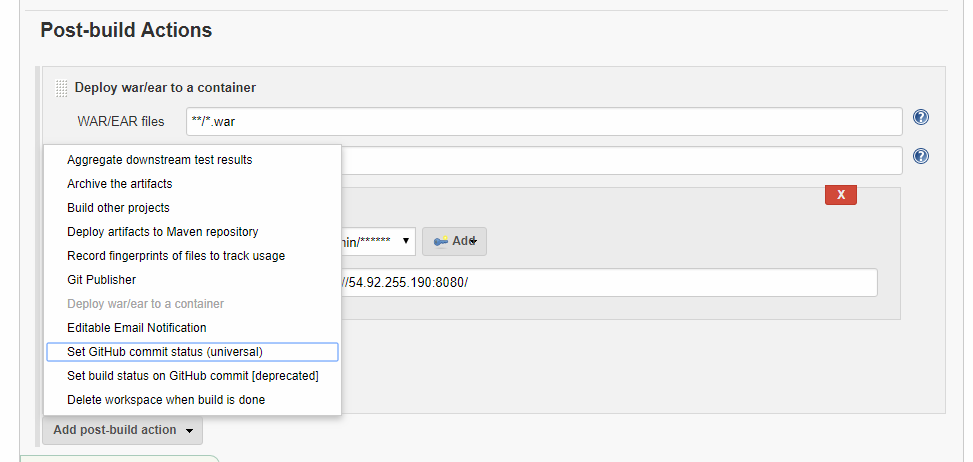 Post-build Actions
Deploy war/ear to a container
WAR/EAR files
**/*.war
?
?
Aggregate downstream test results
Archive the artifacts
Build other projects
Deploy artifacts to Maven repository
Record fingerprints of files to track usage
Git Publisher
Deploy war/ear to a container
Editable Email Notification
Set GitHub commit status (universal)
Set build status on GitHub commit [deprecated]
Delete workspace when build is done
X
/******
Add
//54.92.255.190:8080/
Add post-build action